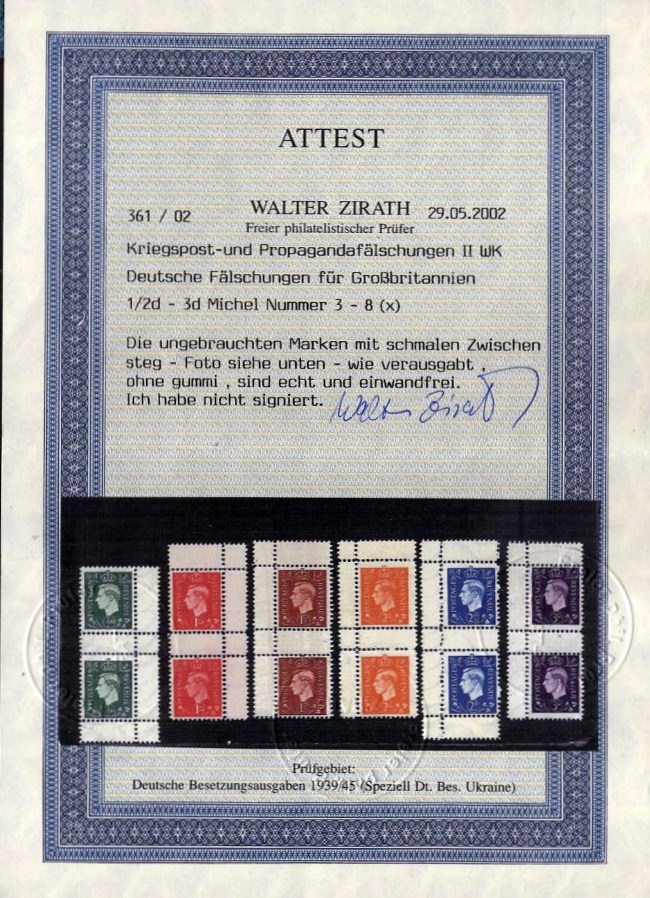 ATTEST
361 / 02 WALTER ZIRATH 29.05.2002
Freier philatelistischer Prüfer
Kriegspost-und Propagandafälschungen II WK
Deutsche Fälschungen für Großbritannien
1/2d - 3d Michel Nummer 3 - 8 (x)
Die ungebrauchten Marken mit schmalen Zwischen
steg - Foto siehe unten - wie verausgabt,
ohne gummi , sind echt und einwandfrei.
Ich habe nicht signiert. Walter Zirath
Prüfgebiet:
Deutsche Besetzungsausgaben 1939/45 (Speziell Dt. Bes. Ukraine)